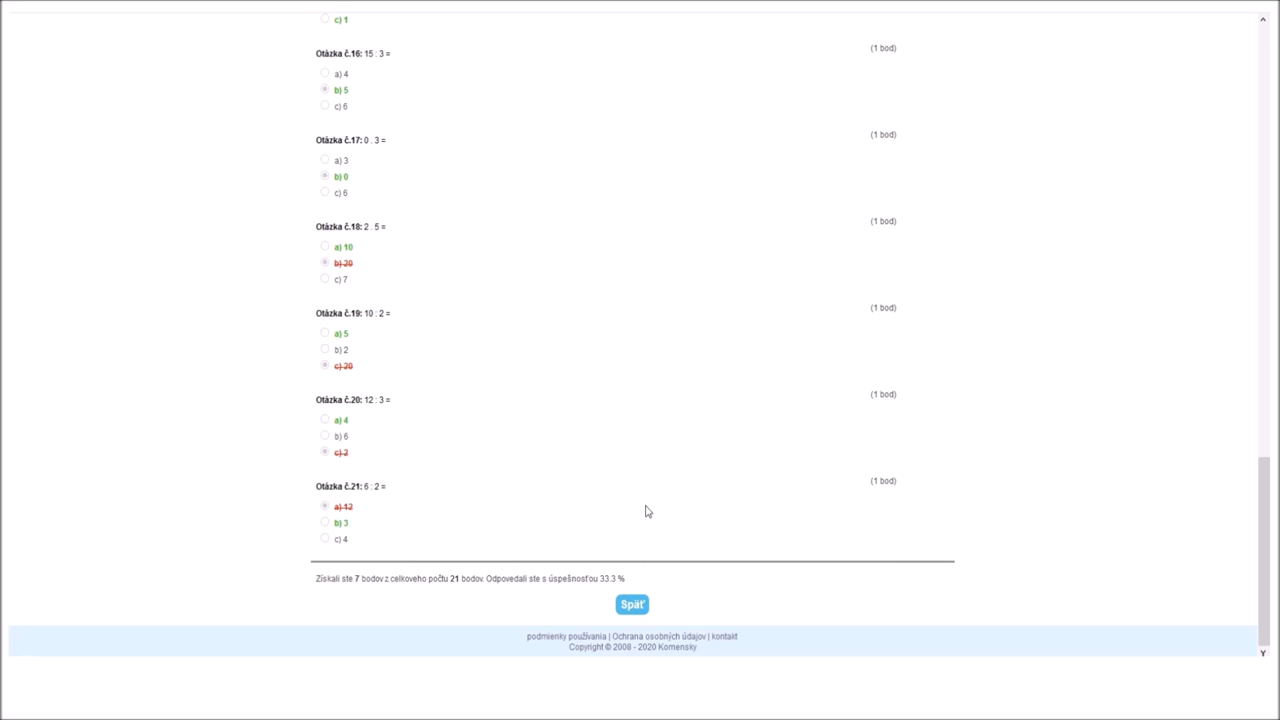 c) 1
Otázka č.16: 15 : 3 = (1 bod)
a) 4
b) 5
c) 6
Otázka č.17: 0 . 3 = (1 bod)
a) 3
b) 0
c) 6
Otázka č.18: 2 . 5 = (1 bod)
a) 10
b) 20
c) 7
Otázka č.19: 10 : 2 = (1 bod)
a) 5
b) 2
c) 20
Otázka č.20: 12 : 3 = (1 bod)
a) 4
b) 6
c) 2
Otázka č.21: 6 : 2 = (1 bod)
a) 12
b) 3
c) 4
Získali ste 7 bodov z celkoveho počtu 21 bodov. Odpovedali ste s úspešnosťou 33.3 %
Späť
podmienky používania | Ochrana osobných údajov | kontakt
Copyright © 2008 - 2020 Komensky